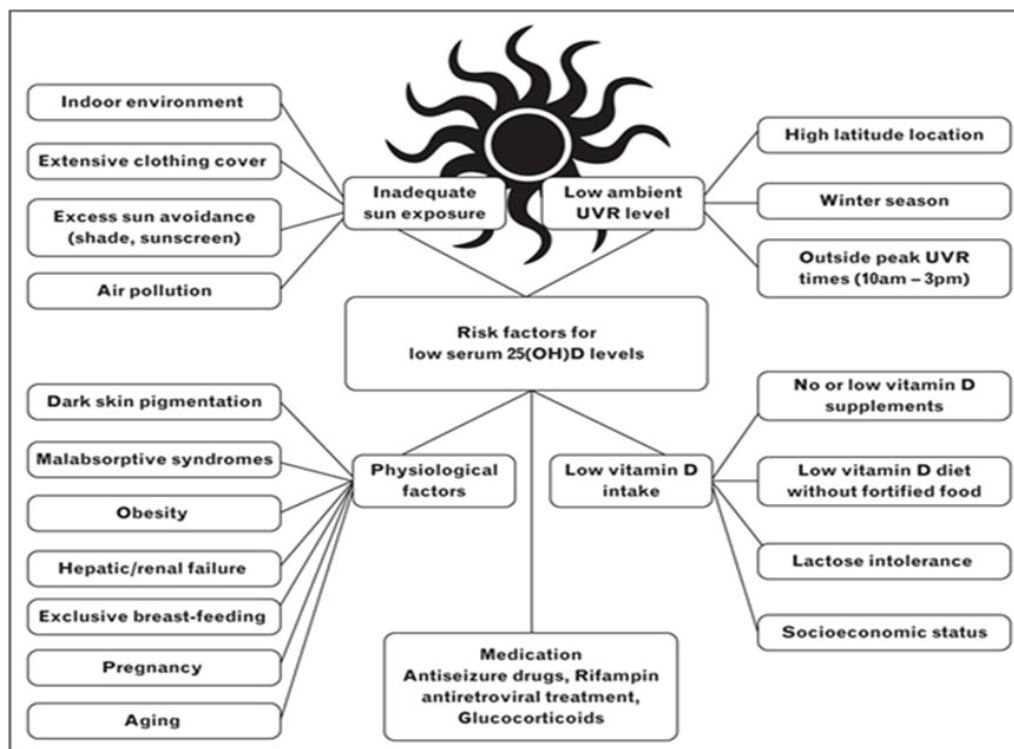 Indoor environment
Extensive clothing cover
Excess sun avoidance
(shade, sunscreen)
Air pollution
Inadequate
sun exposure
Low ambient
UVR level
High latitude location
Winter season
Outside peak UVR
times (10am – 3pm)
Risk factors for
low serum 25(OH)D levels
Dark skin pigmentation
Malabsorptive syndromes
Obesity
Hepatic/renal failure
Exclusive breast-feeding
Pregnancy
Aging
Physiological
factors
Low vitamin D
intake
No or low vitamin D
supplements
Low vitamin D diet
without fortified food
Lactose intolerance
Socioeconomic status
Medication
Antiseizure drugs, Rifampin
antiretroviral treatment,
Glucocorticoids